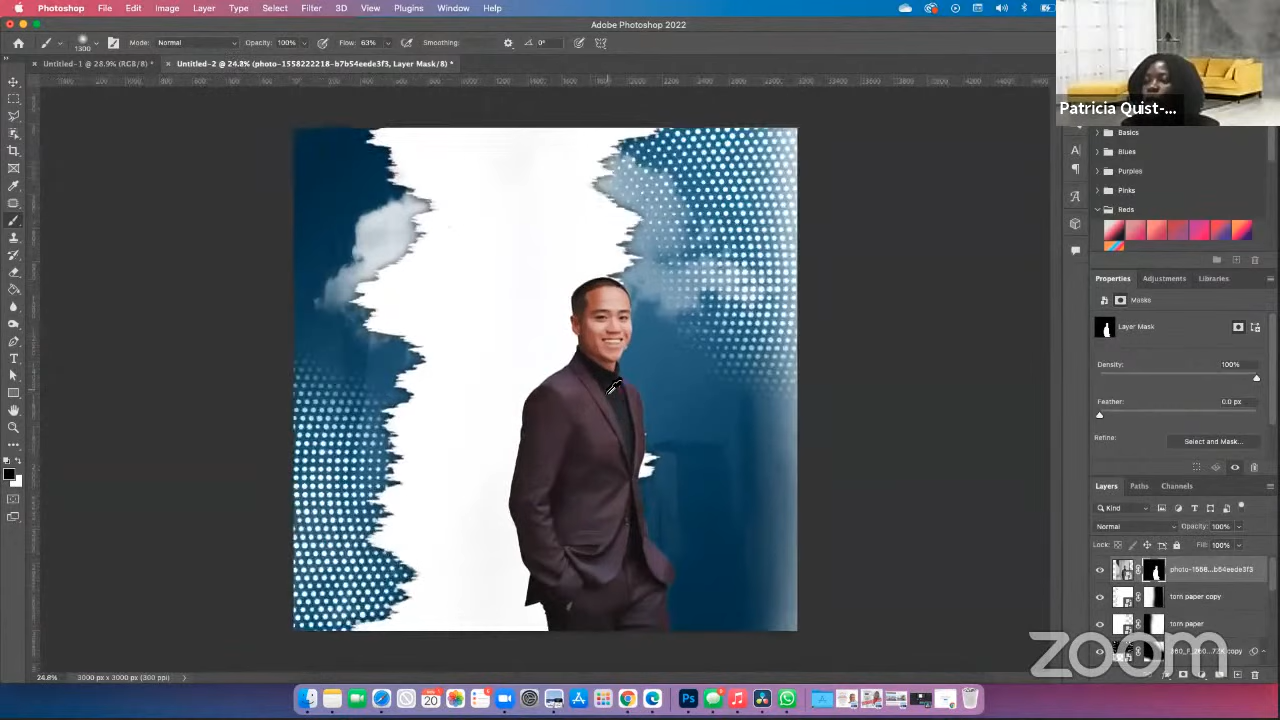 Photoshop File Edit Image Layer Type Select Filter 3D View Plugins Window Help
Adobe Photoshop 2022
1300 Mode: Normal Opacity: 100% Flow: 63% Smoothing: 0°
Untitled-1 @ 28.9% (RGB/8) * Untitled-2 @ 24.8% (photo-1558222218-b7b54eede3f3, Layer Mask/8) *
Patricia Quist-...
Basics
Blues
Purples
Pinks
Reds
Properties Adjustments Libraries
Masks
Layer Mask
Density: 100%
Feather: 0.0 px
Refine: Select and Mask...
Layers Paths Channels
Kind
Normal Opacity: 100%
Lock: Fill: 100%
photo-1558...b54eede3f3
torn paper copy
torn paper
24.8% 3000 px x 3000 px (300 ppi)
zoom